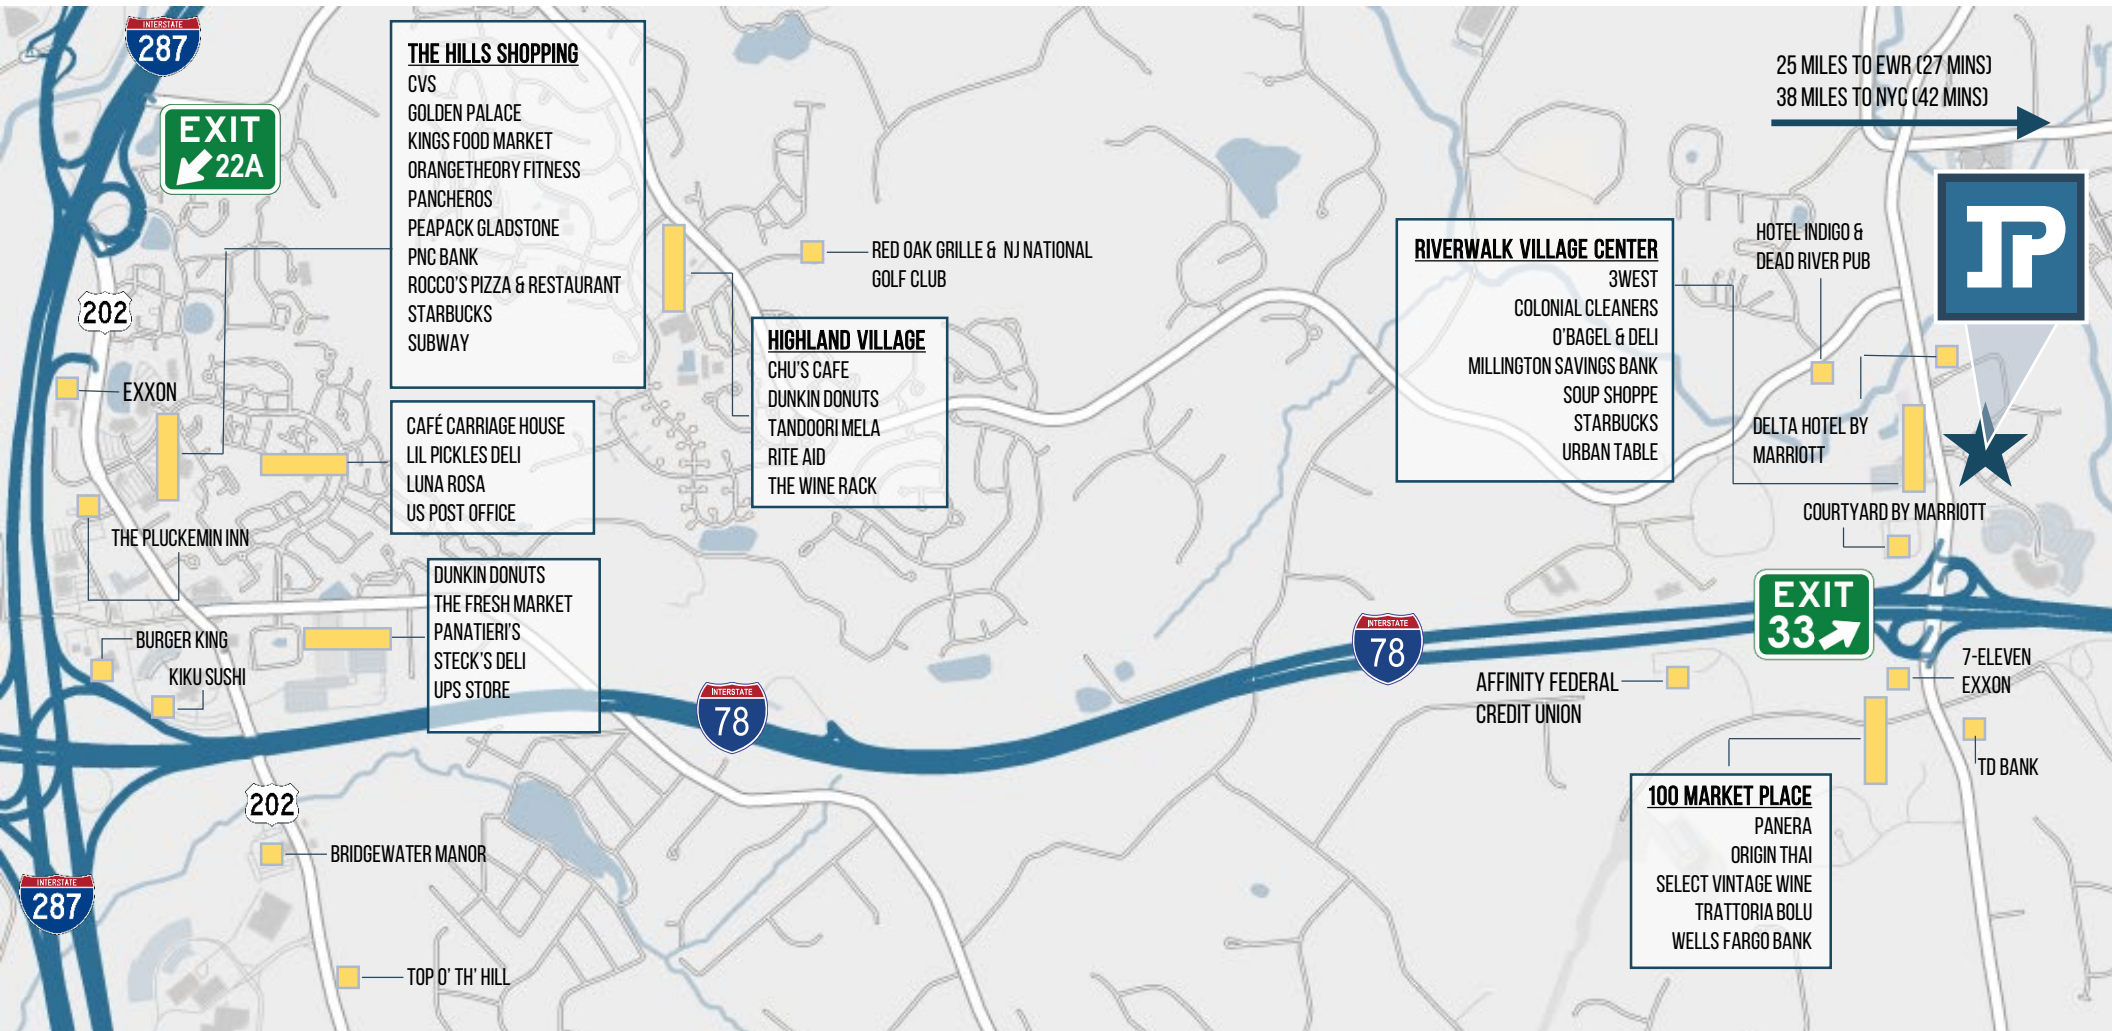 INTERSTATE
287
EXIT
22A
THE HILLS SHOPPING
CVS
GOLDEN PALACE
KINGS FOOD MARKET
ORANGETHEORY FITNESS
PANCHEROS
PEAPACK GLADSTONE
PNC BANK
ROCCO'S PIZZA & RESTAURANT
STARBUCKS
SUBWAY
25 MILES TO EWR (27 MINS)
38 MILES TO NYC (42 MINS)
TP
RED OAK GRILLE & NJ NATIONAL
GOLF CLUB
HOTEL INDIGO &
DEAD RIVER PUB
RIVERWALK VILLAGE CENTER
3WEST
COLONIAL CLEANERS
O'BAGEL & DELI
MILLINGTON SAVINGS BANK
SOUP SHOPPE
STARBUCKS
URBAN TABLE
202
EXXON
HIGHLAND VILLAGE
CHU'S CAFE
DUNKIN DONUTS
TANDOORI MELA
RITE AID
THE WINE RACK
CAFÉ CARRIAGE HOUSE
LIL PICKLES DELI
LUNA ROSA
US POST OFFICE
DELTA HOTEL BY
MARRIOTT
COURTYARD BY MARRIOTT
THE PLUCKEMIN INN
DUNKIN DONUTS
THE FRESH MARKET
PANATIERI'S
STECK'S DELI
UPS STORE
EXIT
33
INTERSTATE
78
BURGER KING
KIKU SUSHI
INTERSTATE
78
AFFINITY FEDERAL
CREDIT UNION
7-ELEVEN
EXXON
TD BANK
202
100 MARKET PLACE
PANERA
ORIGIN THAI
SELECT VINTAGE WINE
TRATTORIA BOLU
WELLS FARGO BANK
BRIDGEWATER MANOR
INTERSTATE
287
TOP O' TH' HILL